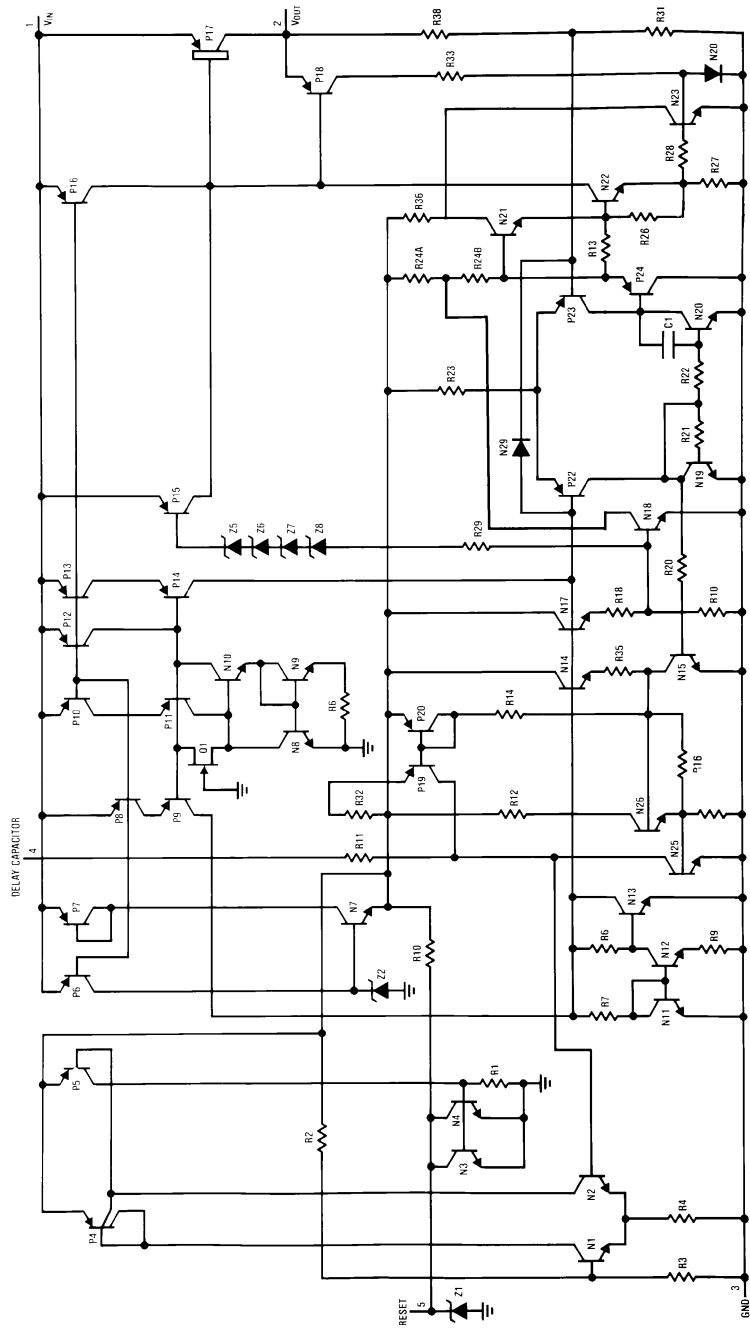 1
VIN
2
VOUT
P17
R38
R31
P18
R33
N20
N23
R28
P16
N22
R27
R36
N21
R26
R24A
R24B
R13
P24
P23
N20
C1
R23
R22
N29
R21
P15
P22
N19
Z5
Z6
Z7
Z8
N18
R29
R20
P13
P14
N17
R18
R10
P12
N14
R35
N15
P10
P11
N10
N9
R6
P20
R14
Q1
N8
P19
R16
P8
P9
R32
R12
N26
4
DELAY CAPACITOR
R11
N25
P7
N7
N13
P6
Z2
R10
R6
N12
R9
R7
N11
P5
R2
N4
R1
N3
N2
P4
N1
R4
R3
RESET
5
Z1
GND
3